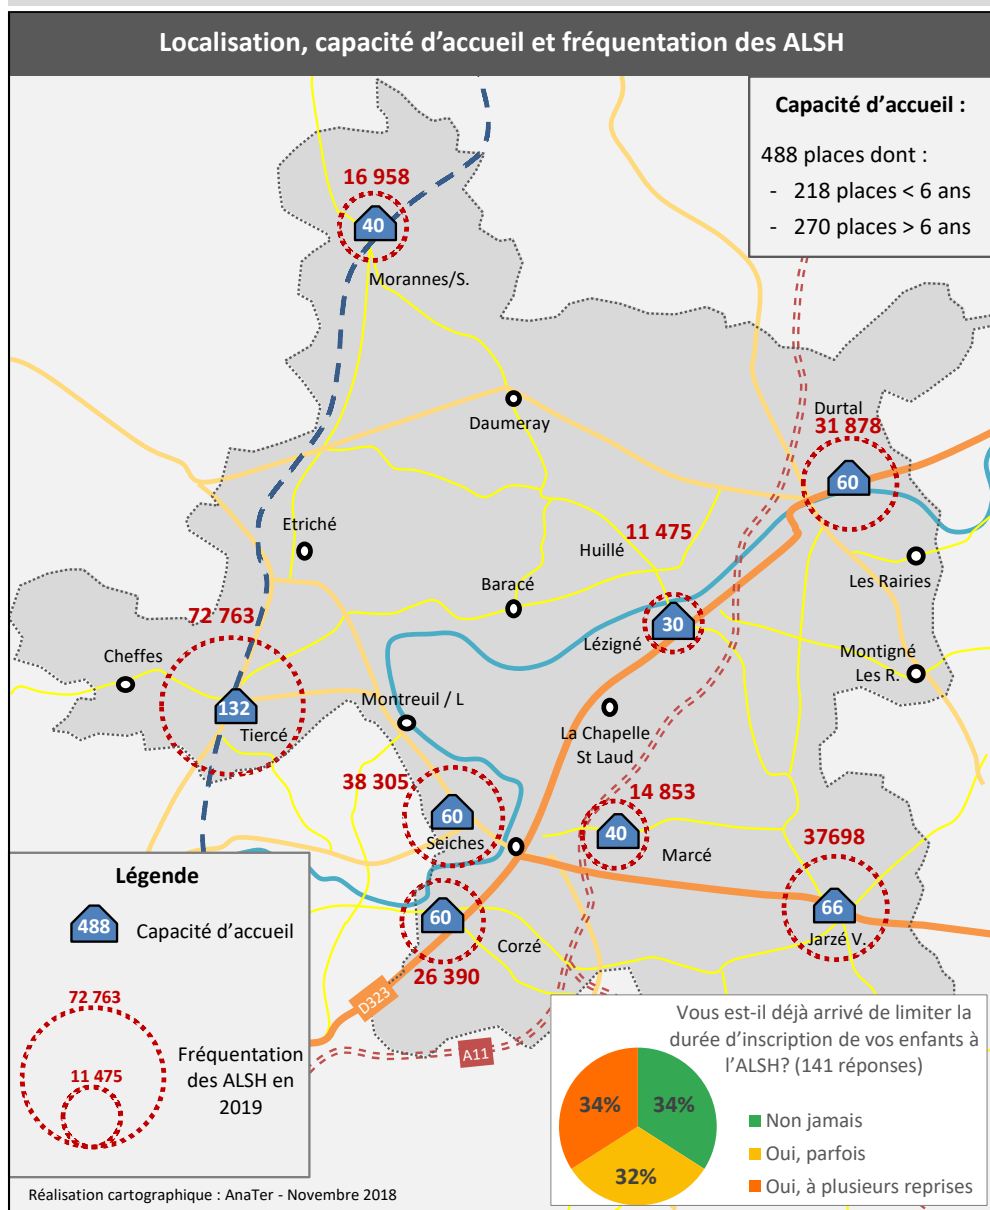 Localisation, capacité d’accueil et fréquentation des ALSH
Capacité d’accueil :
488 places dont :
- 218 places < 6 ans
- 270 places > 6 ans
16 958
40
Morannes/S.
Daumeray
Durtal
31 878
60
Etriché
Huillé
11 475
Les Rairies
Baracé
30
Lézigné
72 763
Cheffes
132
Tiercé
Montreuil / L
Montigné
Les R.
La Chapelle
St Laud
38 305
60
Seiches
14 853
40
Marcé
37698
66
Jarzé V.
60
Corzé
26 390
D323
A11
Légende
488
Capacité d’accueil
72 763
11 475
Fréquentation
des ALSH en
2019
Réalisation cartographique : AnaTer - Novembre 2018
Vous est-il déjà arrivé de limiter la
durée d’inscription de vos enfants à
l’ALSH? (141 réponses)
34%
34%
32%
Non jamais
Oui, parfois
Oui, à plusieurs reprises